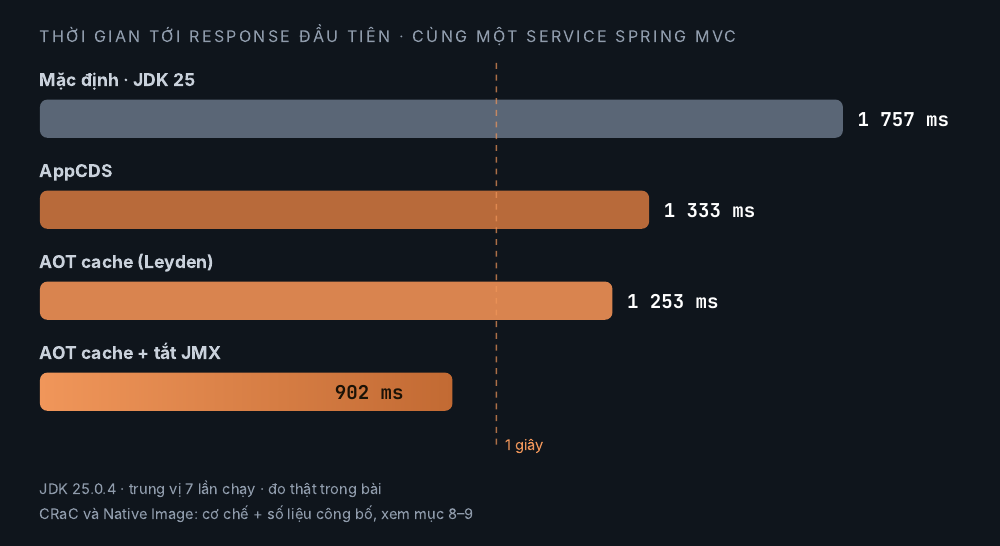 THỜI GIAN TỚI RESPONSE ĐẦU TIÊN · CÙNG MỘT SERVICE SPRING MVC
Mặc định · JDK 25
1 757 ms
AppCDS
1 333 ms
AOT cache (Leyden)
1 253 ms
AOT cache + tắt JMX
902 ms
1 giây
JDK 25.0.4 · trung vị 7 lần chạy · đo thật trong bài
CRaC và Native Image: cơ chế + số liệu công bố, xem mục 8–9